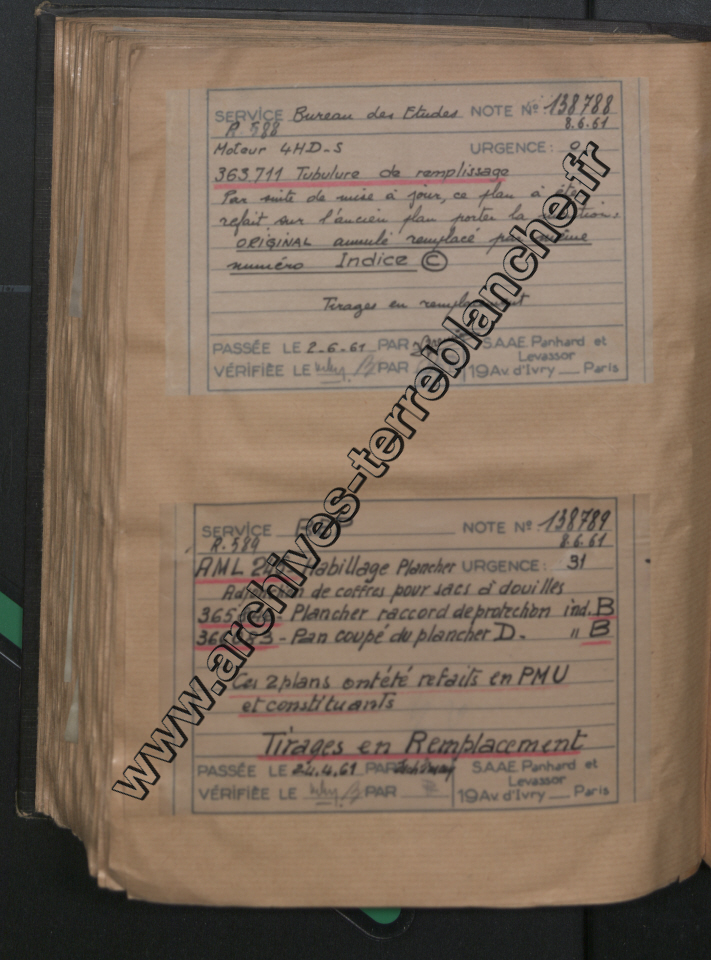 SERVICE Bureau des Etudes NOTE Nº 138788
R 588 8.6.61
Moteur 4HD-S URGENCE: 0
363.711 Tubulure de remplissage
Par suite de mise à jour, ce plan à été
refait sur l'ancien plan porter la
ORIGINAL annulé remplacé par même
numéro Indice C
Tirages en remplacement
PASSÉE LE 2-6-61 PAR S.A.A.E. Panhard et
Levassor
VÉRIFIÉE LE PAR 19 Av. d'Ivry __ Paris
SERVICE NOTE Nº 138789
R.589 8.6.61
AML Habillage Plancher URGENCE: 31
de coffres pour sacs à douilles
Plancher raccord de protection ind. B
- Pan coupé du plancher D. " B
Ces 2 plans ont été refaits en PMU
et constituants
Tirages en Remplacement
PASSÉE LE 24.4.61 PAR S.A.A.E. Panhard et
Levassor
VÉRIFIÉE LE PAR 19 Av. d'Ivry __ Paris
www.archives-terreblanche.fr